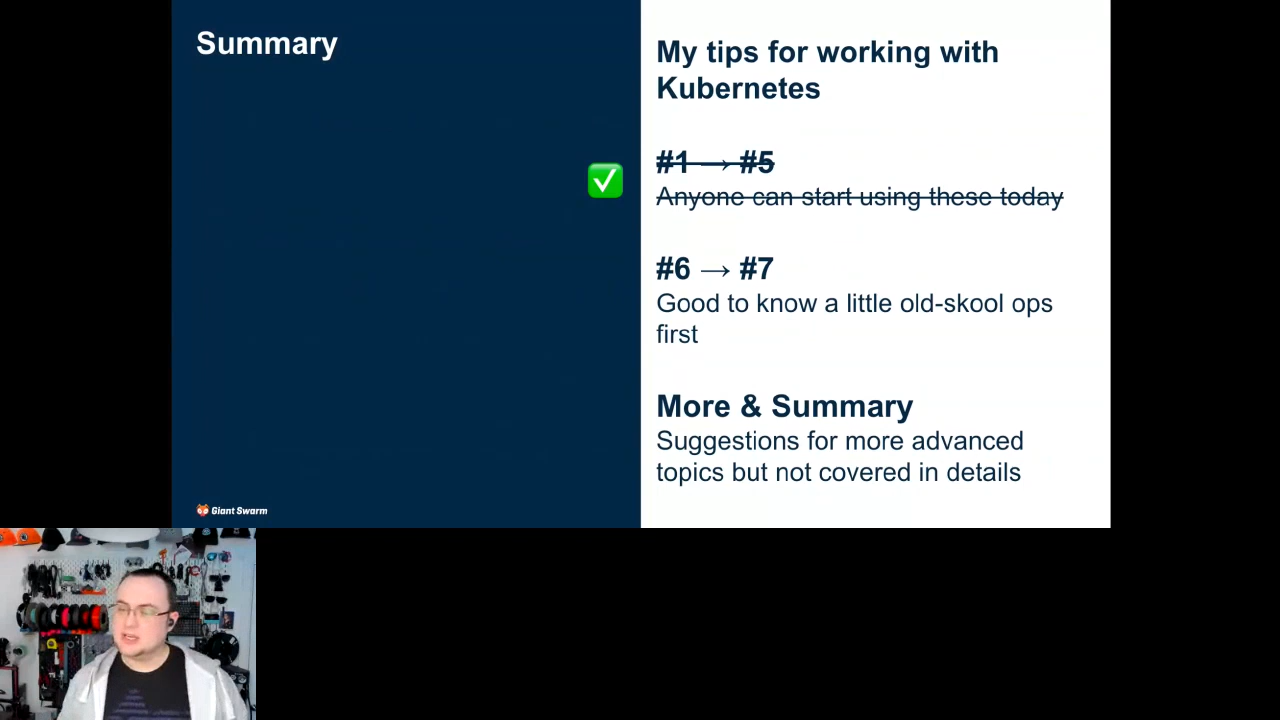 Summary
My tips for working with
Kubernetes
#1 → #5
Anyone can start using these today
#6 → #7
Good to know a little old-skool ops
first
More & Summary
Suggestions for more advanced
topics but not covered in details
Giant Swarm